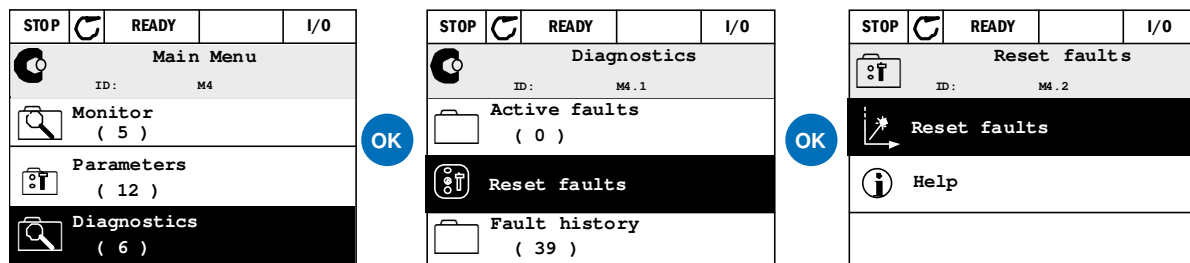 STOP READY I/O
Main Menu
ID: M4
Monitor
( 5 )
Parameters
( 12 )
Diagnostics
( 6 )
OK
STOP READY I/O
Diagnostics
ID: M4.1
Active faults
( 0 )
Reset faults
Fault history
( 39 )
OK
STOP READY I/O
Reset faults
ID: M4.2
Reset faults
Help